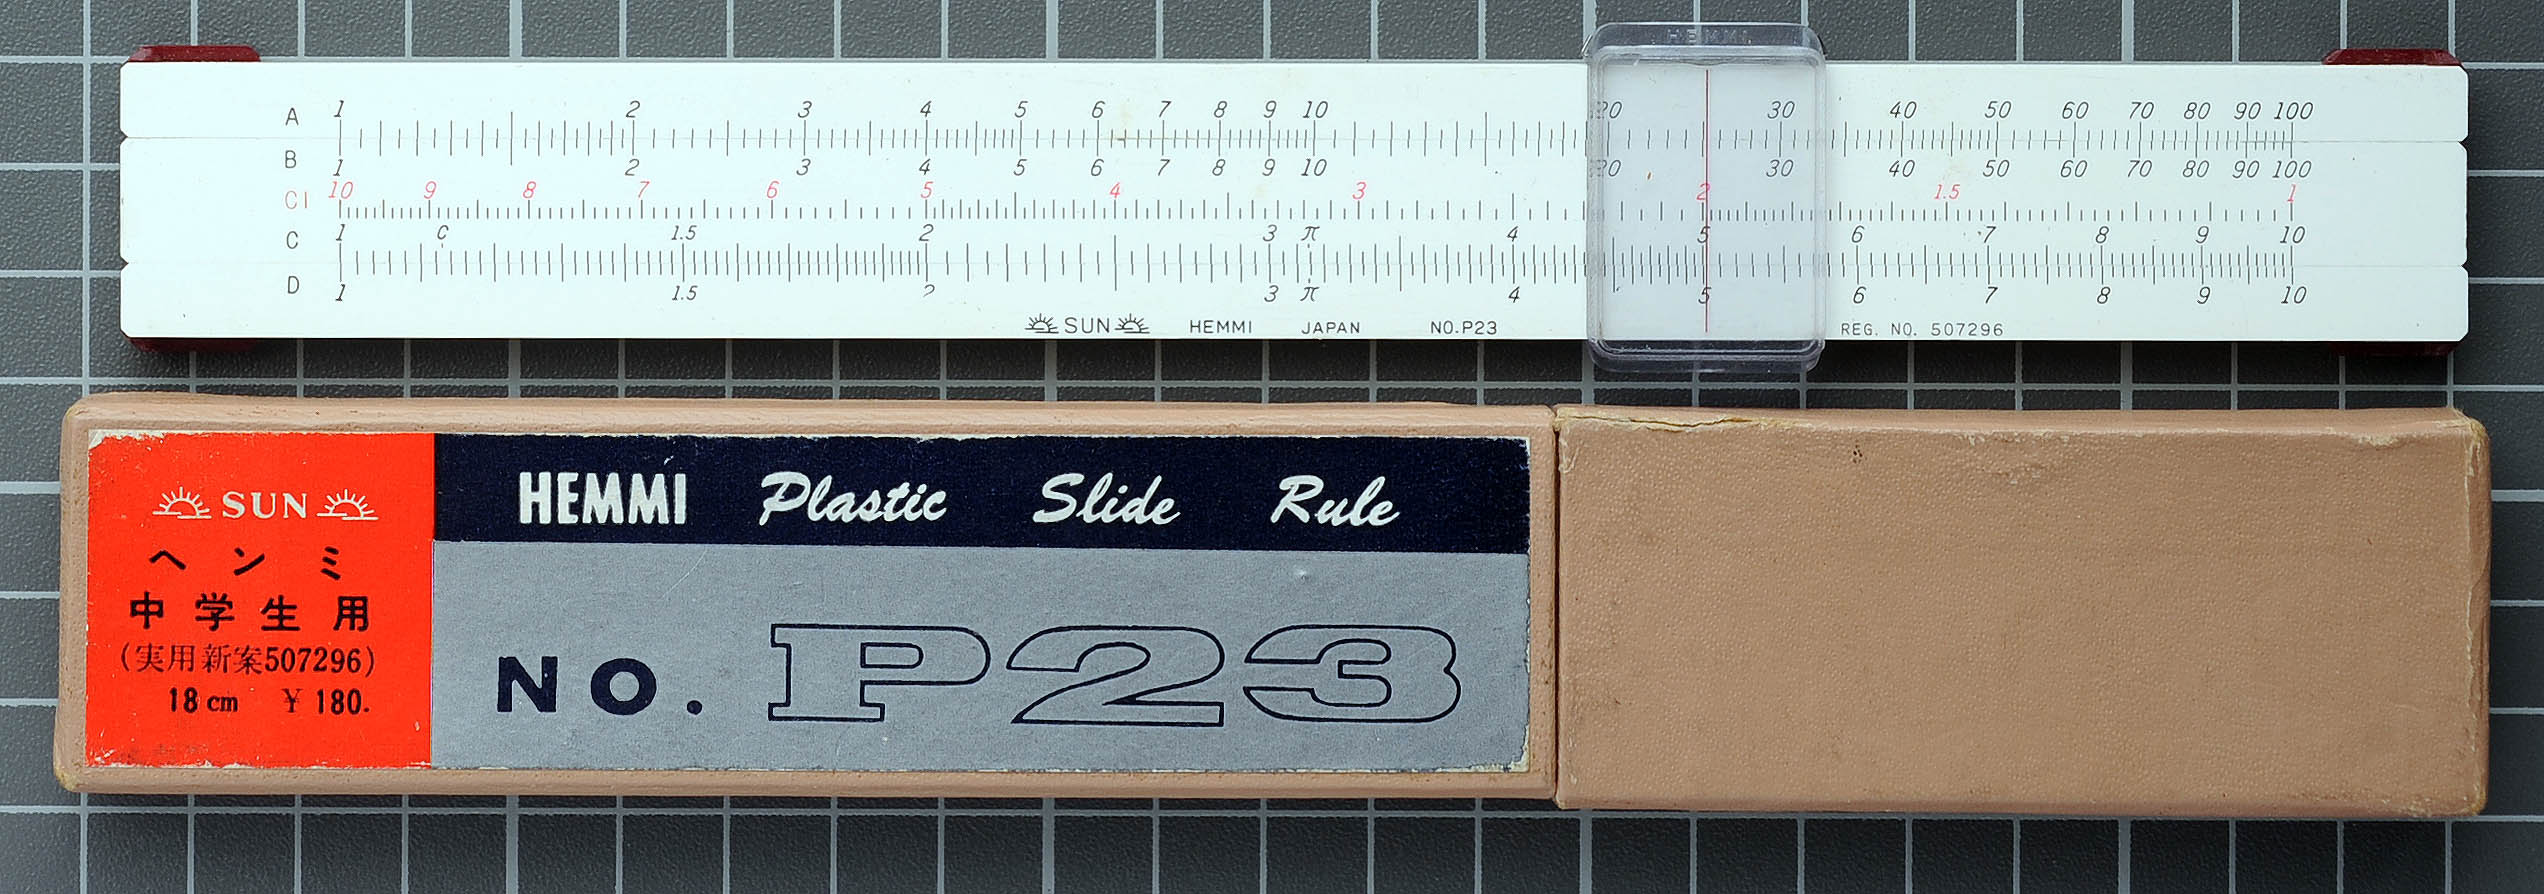 HEMMI
A 1 2 3 4 5 6 7 8 9 10 20 30 40 50 60 70 80 90 100
B 1 2 3 4 5 6 7 8 9 10 20 30 40 50 60 70 80 90 100
CI 10 9 8 7 6 5 4 3 2 1.5 1
C 1 C 1.5 2 3 π 4 5 6 7 8 9 10
D 1 1.5 2 3 π 4 5 6 7 8 9 10
SUN HEMMI JAPAN NO.P23 REG. NO. 507296
SUN
ヘンミ
中学生用
(実用新案507296)
18cm ¥180.
HEMMI Plastic Slide Rule
NO. P23